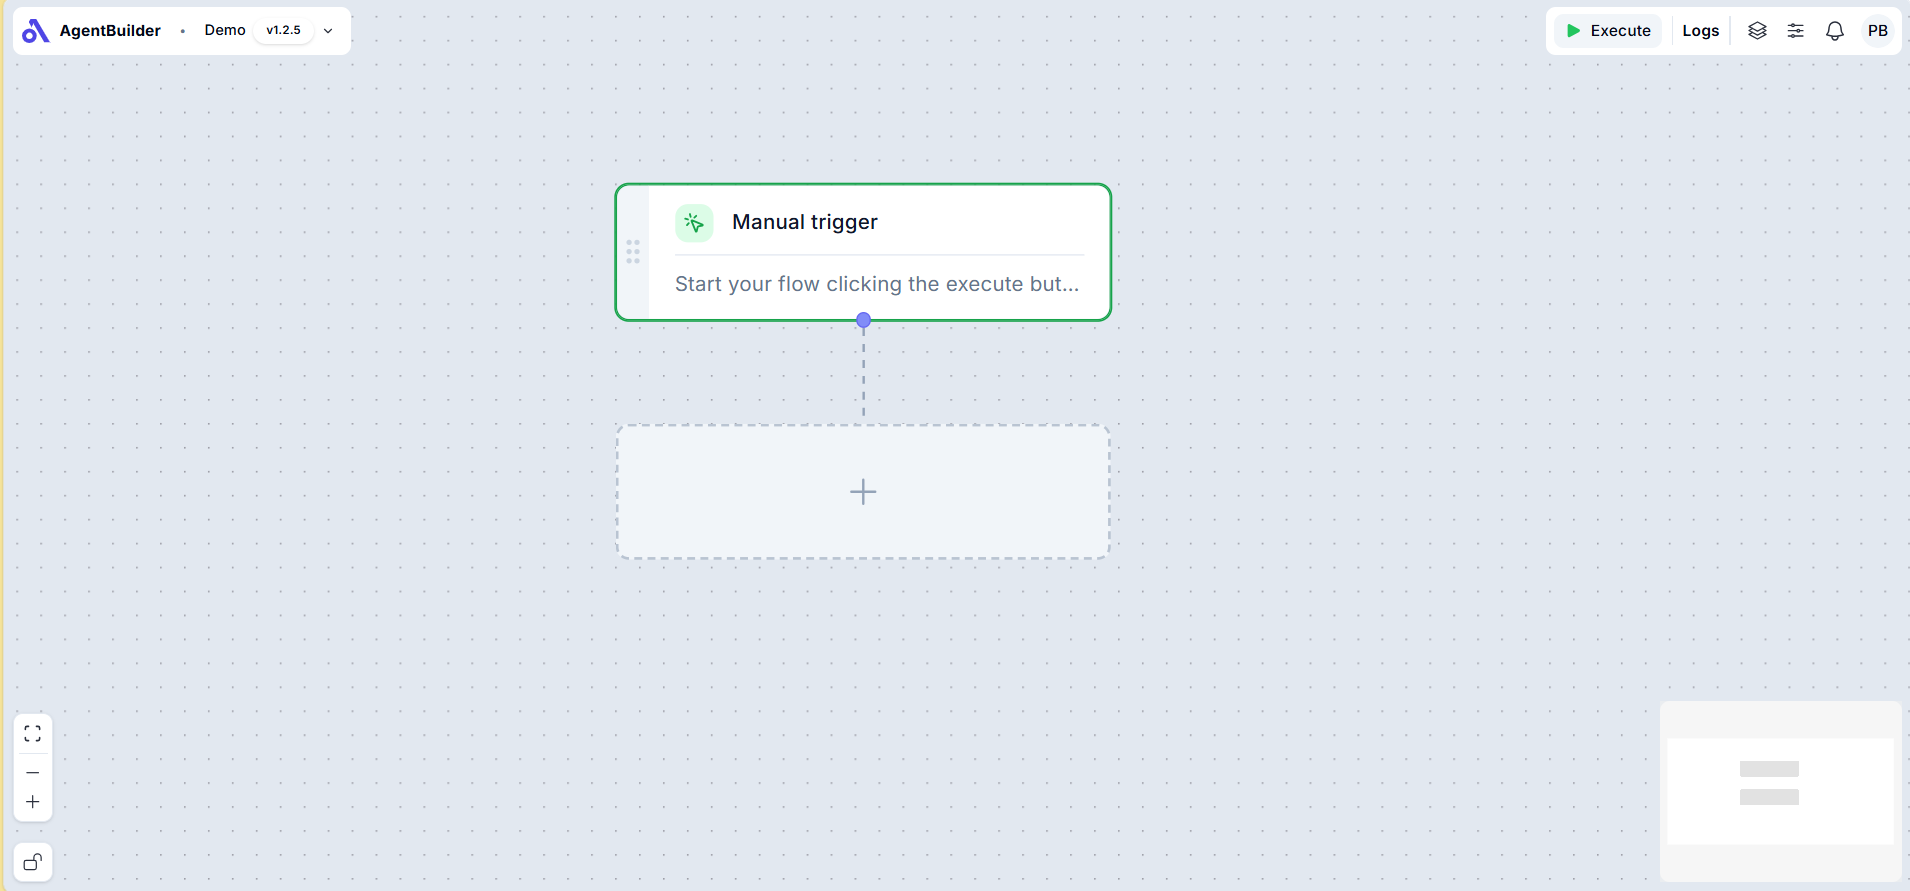 AgentBuilder • Demo v1.2.5
Execute Logs PB
Manual trigger
Start your flow clicking the execute but...